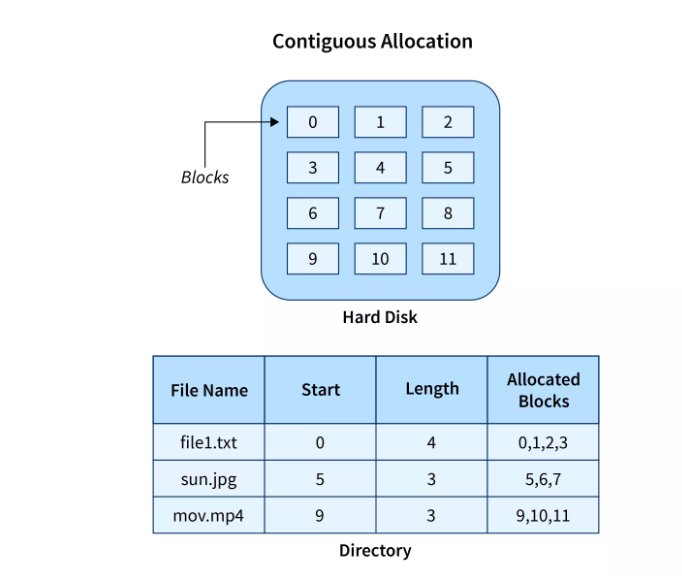 Contiguous Allocation
0 1 2
Blocks
3 4 5
6 7 8
9 10 11
Hard Disk
File Name Start Length Allocated Blocks
file1.txt 0 4 0,1,2,3
sun.jpg 5 3 5,6,7
mov.mp4 9 3 9,10,11
Directory